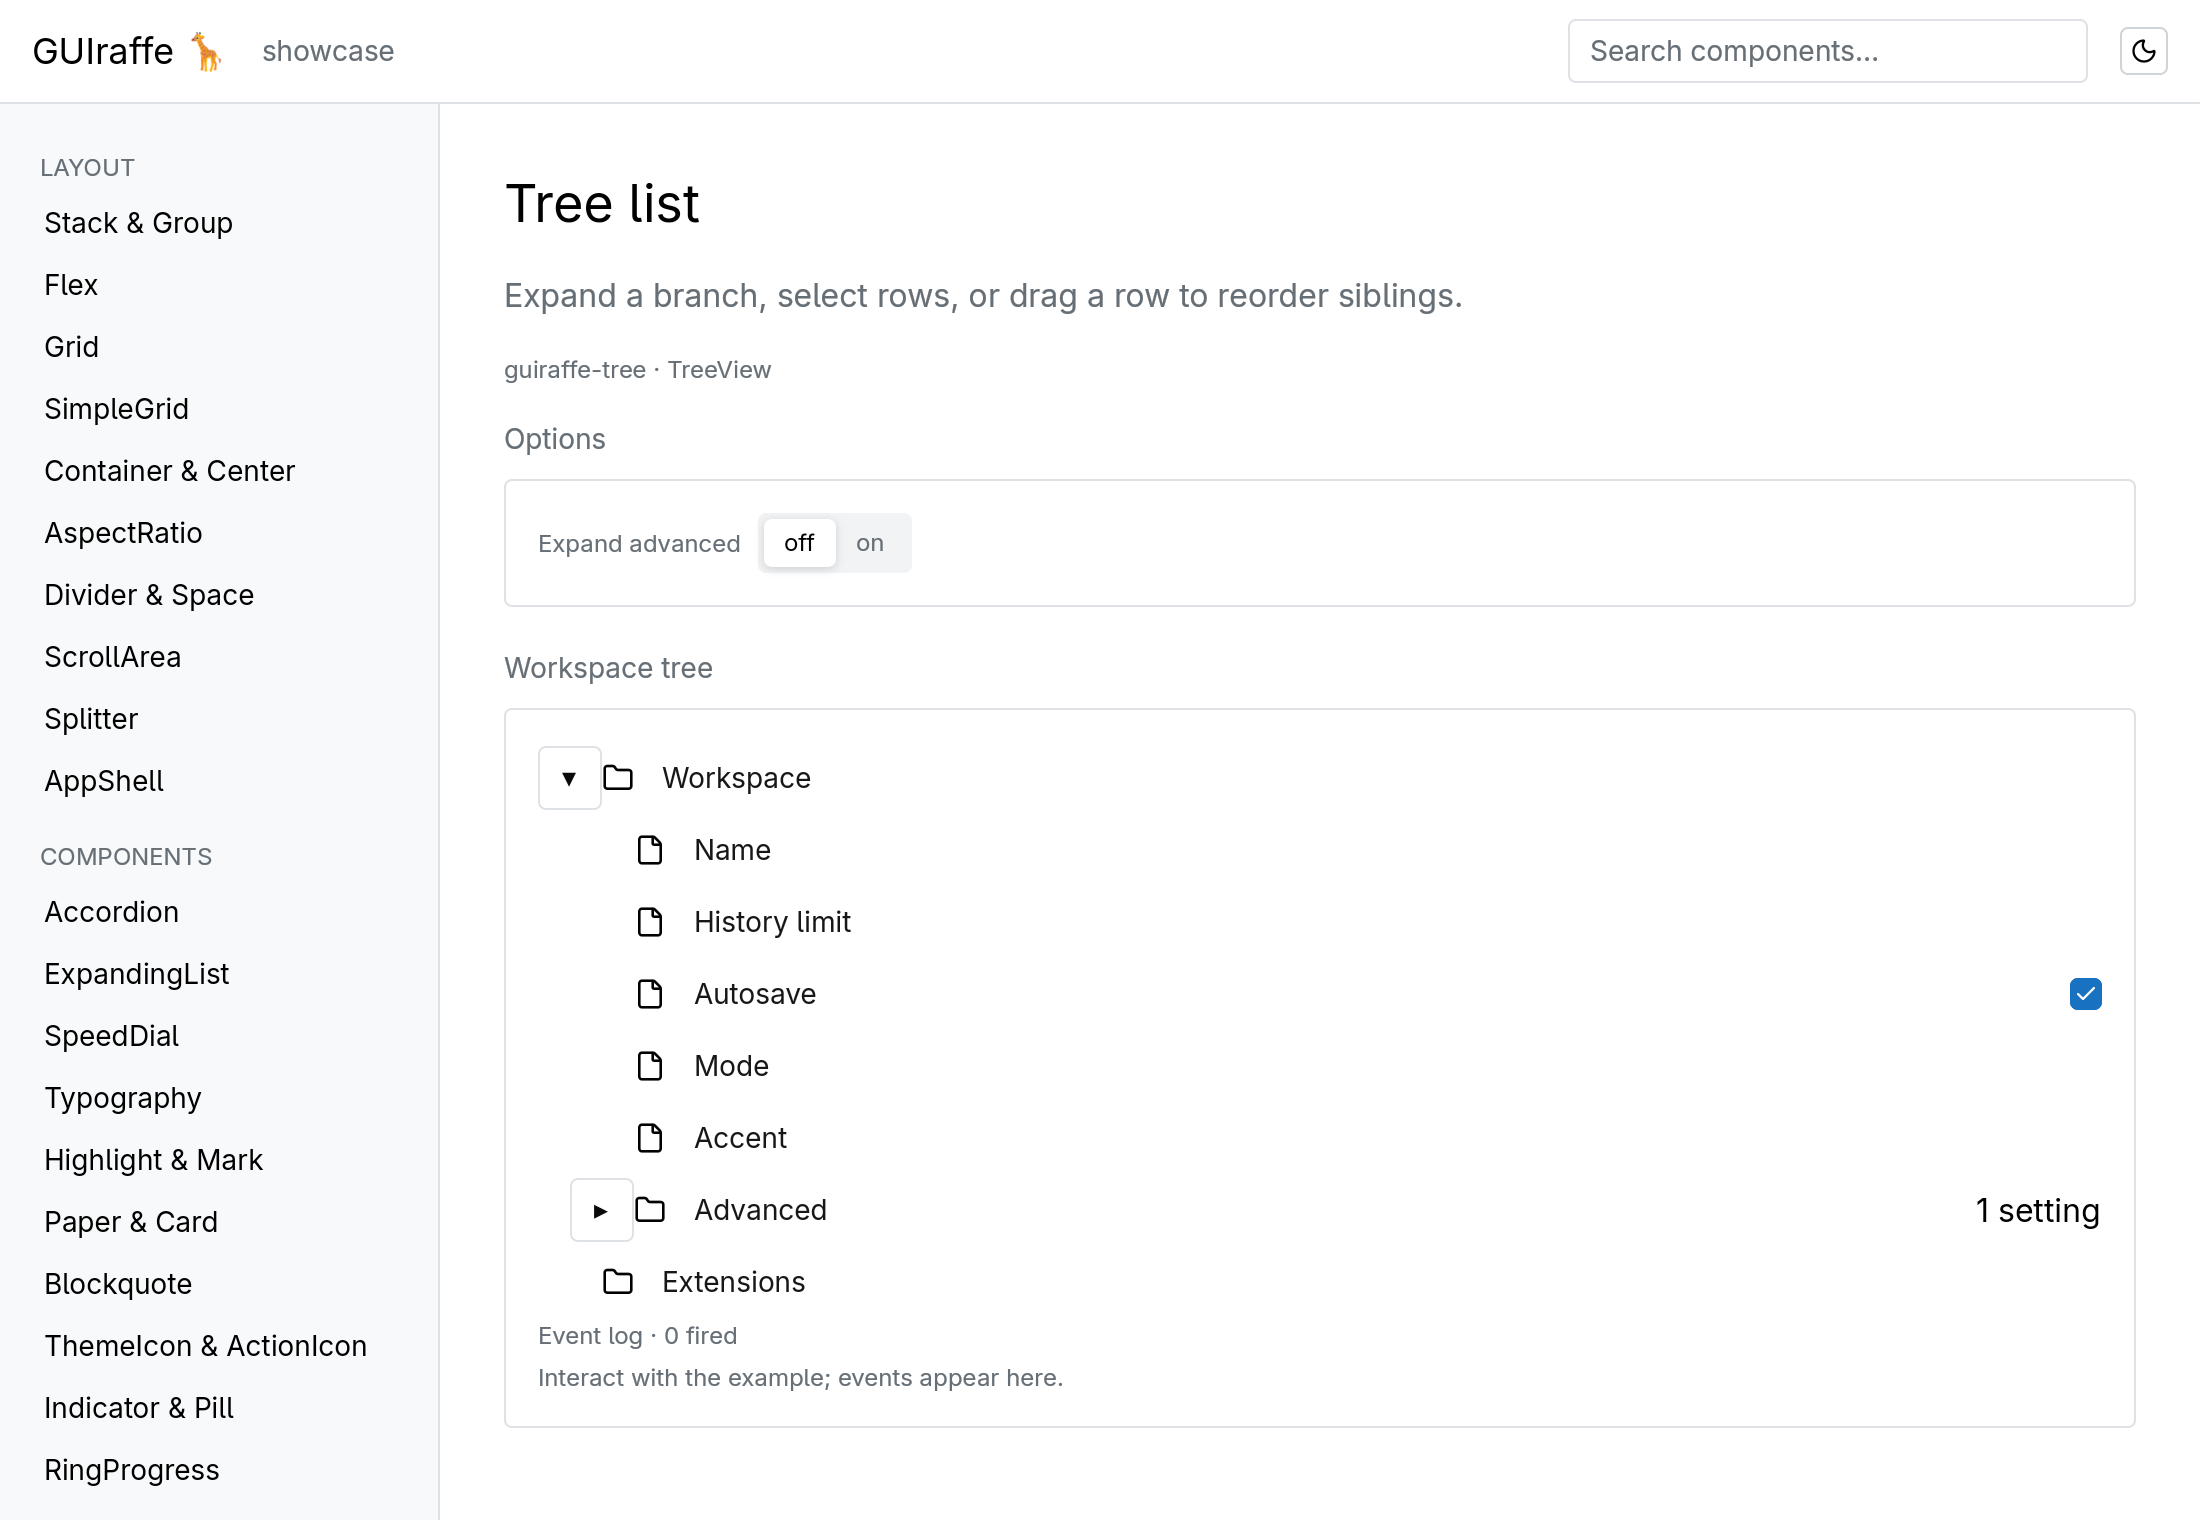 GUIraffe 🦒 showcase Search components...
LAYOUT
Stack & Group
Flex
Grid
SimpleGrid
Container & Center
AspectRatio
Divider & Space
ScrollArea
Splitter
AppShell
COMPONENTS
Accordion
ExpandingList
SpeedDial
Typography
Highlight & Mark
Paper & Card
Blockquote
ThemeIcon & ActionIcon
Indicator & Pill
RingProgress
Tree list
Expand a branch, select rows, or drag a row to reorder siblings.
guiraffe-tree · TreeView
Options
Expand advanced off on
Workspace tree
▼ Workspace
Name
History limit
Autosave
Mode
Accent
► Advanced 1 setting
Extensions
Event log · 0 fired
Interact with the example; events appear here.